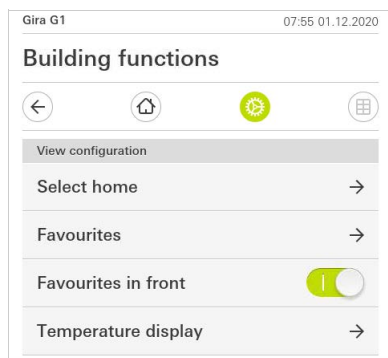 Gira G1 07:55 01.12.2020
Building functions
View configuration
Select home
Favourites
Favourites in front
Temperature display